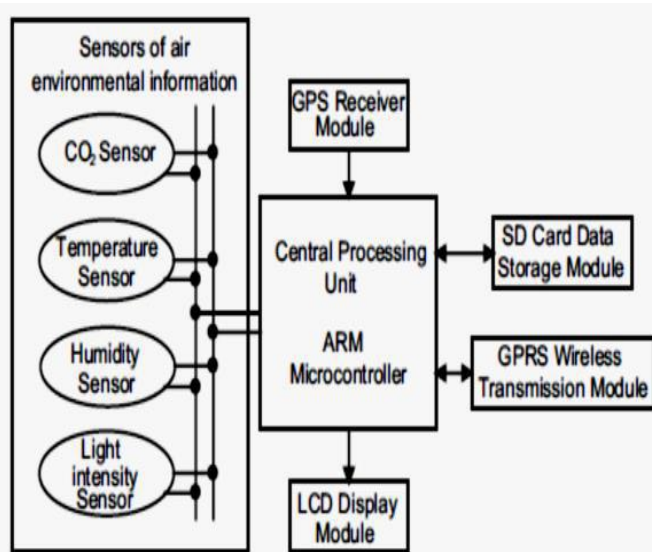 Sensors of air
environmental information
CO₂ Sensor
Temperature
Sensor
Humidity
Sensor
Light
intensity
Sensor
GPS Receiver
Module
Central Processing
Unit
ARM
Microcontroller
SD Card Data
Storage Module
GPRS Wireless
Transmission Module
LCD Display
Module